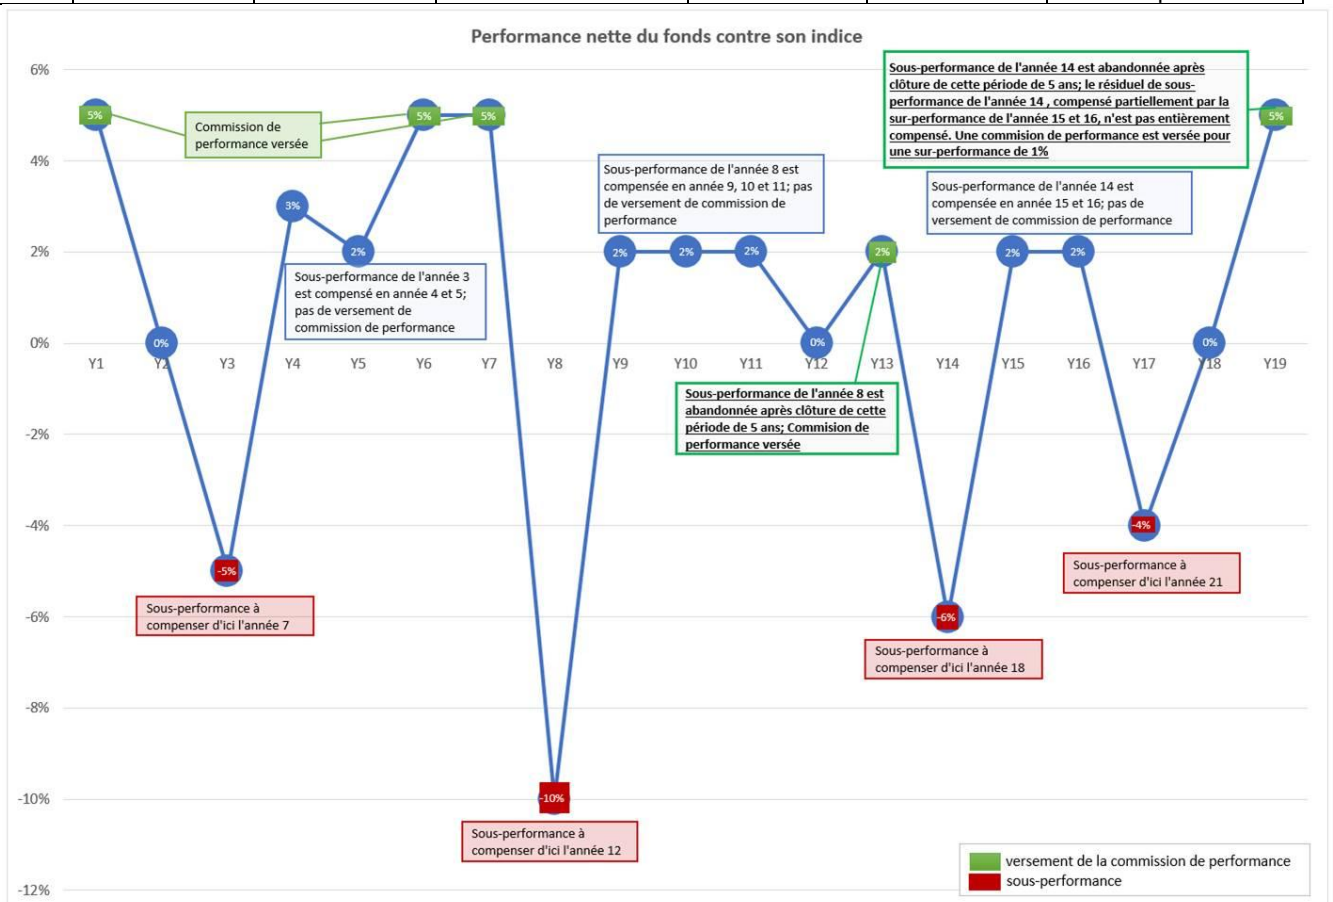 Performance nette du fonds contre son indice
6%
4%
2%
0%
-2%
-4%
-6%
-8%
-10%
-12%
Y1
Y2
Y3
Y4
Y5
Y6
Y7
Y8
Y9
Y10
Y11
Y12
Y13
Y14
Y15
Y16
Y17
Y18
Y19
5%
0%
-5%
3%
2%
5%
5%
-10%
2%
2%
2%
0%
2%
-6%
2%
2%
-4%
0%
5%
Commission de
performance versée
Sous-performance à
compenser d'ici l'année 7
Sous-performance de l'année 3
est compensé en année 4 et 5;
pas de versement de
commission de performance
Sous-performance à
compenser d'ici l'année 12
Sous-performance de l'année 8 est
compensée en année 9, 10 et 11; pas
de versement de commission de
performance
Sous-performance de l'année 8 est
abandonnée après clôture de cette
période de 5 ans; Commision de
performance versée
Sous-performance à
compenser d'ici l'année 18
Sous-performance de l'année 14 est
compensée en année 15 et 16; pas de
versement de commission de performance
Sous-performance à
compenser d'ici l'année 21
Sous-performance de l'année 14 est abandonnée après
clôture de cette période de 5 ans; le résiduel de sous-
performance de l'année 14 , compensé partiellement par la
sur-performance de l'année 15 et 16, n'est pas entièrement
compensé. Une commision de performance est versée pour
une sur-performance de 1%
versement de la commission de performance
sous-performance